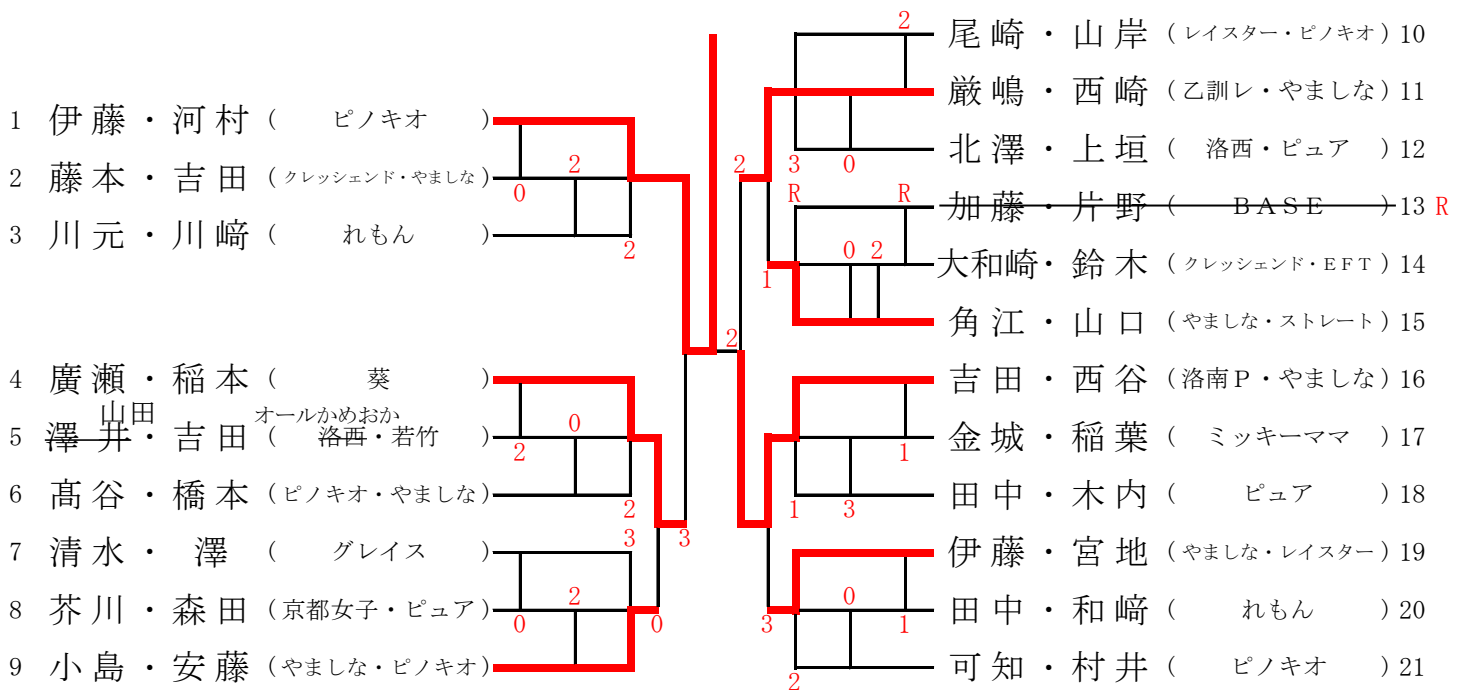 1 伊藤・河村 ( ピノキオ )
2 藤本・吉田 (クレッシェンド・やましな)
3 川元・川﨑 ( れもん )
4 廣瀬・稲本 ( 葵 )
山田 オールかめおか
5 澤井・吉田 ( 洛西・若竹 )
6 髙谷・橋本 (ピノキオ・やましな)
7 清水・ 澤 ( グレイス )
8 芥川・森田 (京都女子・ピュア)
9 小島・安藤 (やましな・ピノキオ)
0
2
2
2
0
2
3
0
2
0
3
2
2
尾崎・山岸 (レイスター・ピノキオ) 10
厳嶋・西崎 (乙訓レ・やましな) 11
北澤・上垣 ( 洛西・ピュア ) 12
加藤・片野 ( BASE ) 13 R
大和崎・鈴木 (クレッシェンド・EFT) 14
角江・山口 (やましな・ストレート) 15
吉田・西谷 (洛南P・やましな) 16
金城・稲葉 ( ミッキーママ ) 17
田中・木内 ( ピュア ) 18
伊藤・宮地 (やましな・レイスター) 19
田中・和﨑 ( れもん ) 20
可知・村井 ( ピノキオ ) 21
2
3 0
R R
0 2
1
1
1 3
0
1
3
2